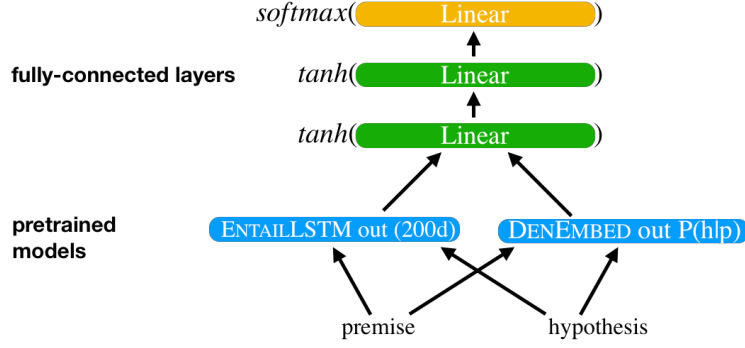 softmax( Linear )
fully-connected layers tanh( Linear )
tanh( Linear )
pretrained models
ENTAILLSTM out (200d) DENEMBED out P(h|p)
premise hypothesis